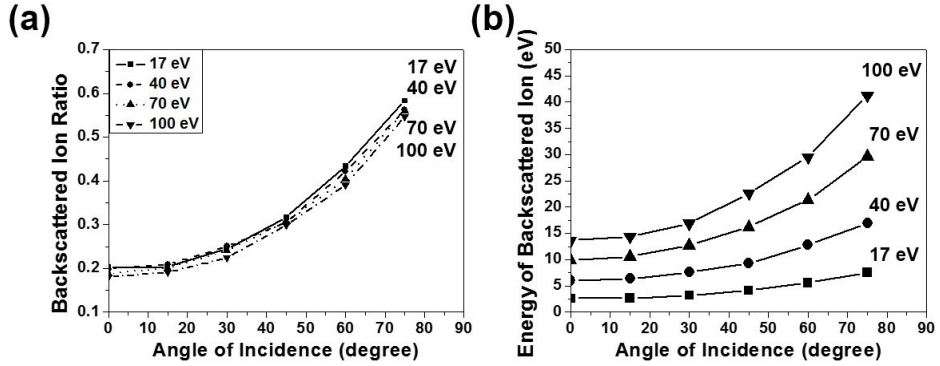 (a)
Backscattered Ion Ratio
0.7
0.6
0.5
0.4
0.3
0.2
0.1
17 eV
40 eV
70 eV
100 eV
17 eV
40 eV
70 eV
100 eV
0 10 20 30 40 50 60 70 80 90
Angle of Incidence (degree)
(b)
Energy of Backscattered Ion (eV)
50
45
40
35
30
25
20
15
10
5
0
100 eV
70 eV
40 eV
17 eV
0 10 20 30 40 50 60 70 80 90
Angle of Incidence (degree)